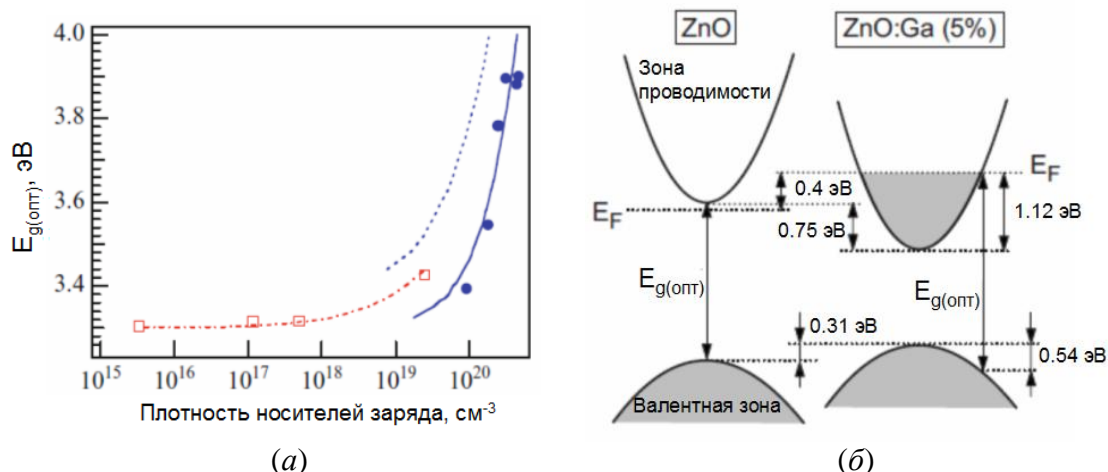 E_g(опт), эВ
4.0
3.8
3.6
3.4
10^15 10^16 10^17 10^18 10^19 10^20
Плотность носителей заряда, см^-3
(а)
ZnO
ZnO:Ga (5%)
Зона
проводимости
E_F
0.4 эВ
0.75 эВ
E_F
1.12 эВ
E_g(опт)
E_g(опт)
0.31 эВ
0.54 эВ
Валентная зона
(б)